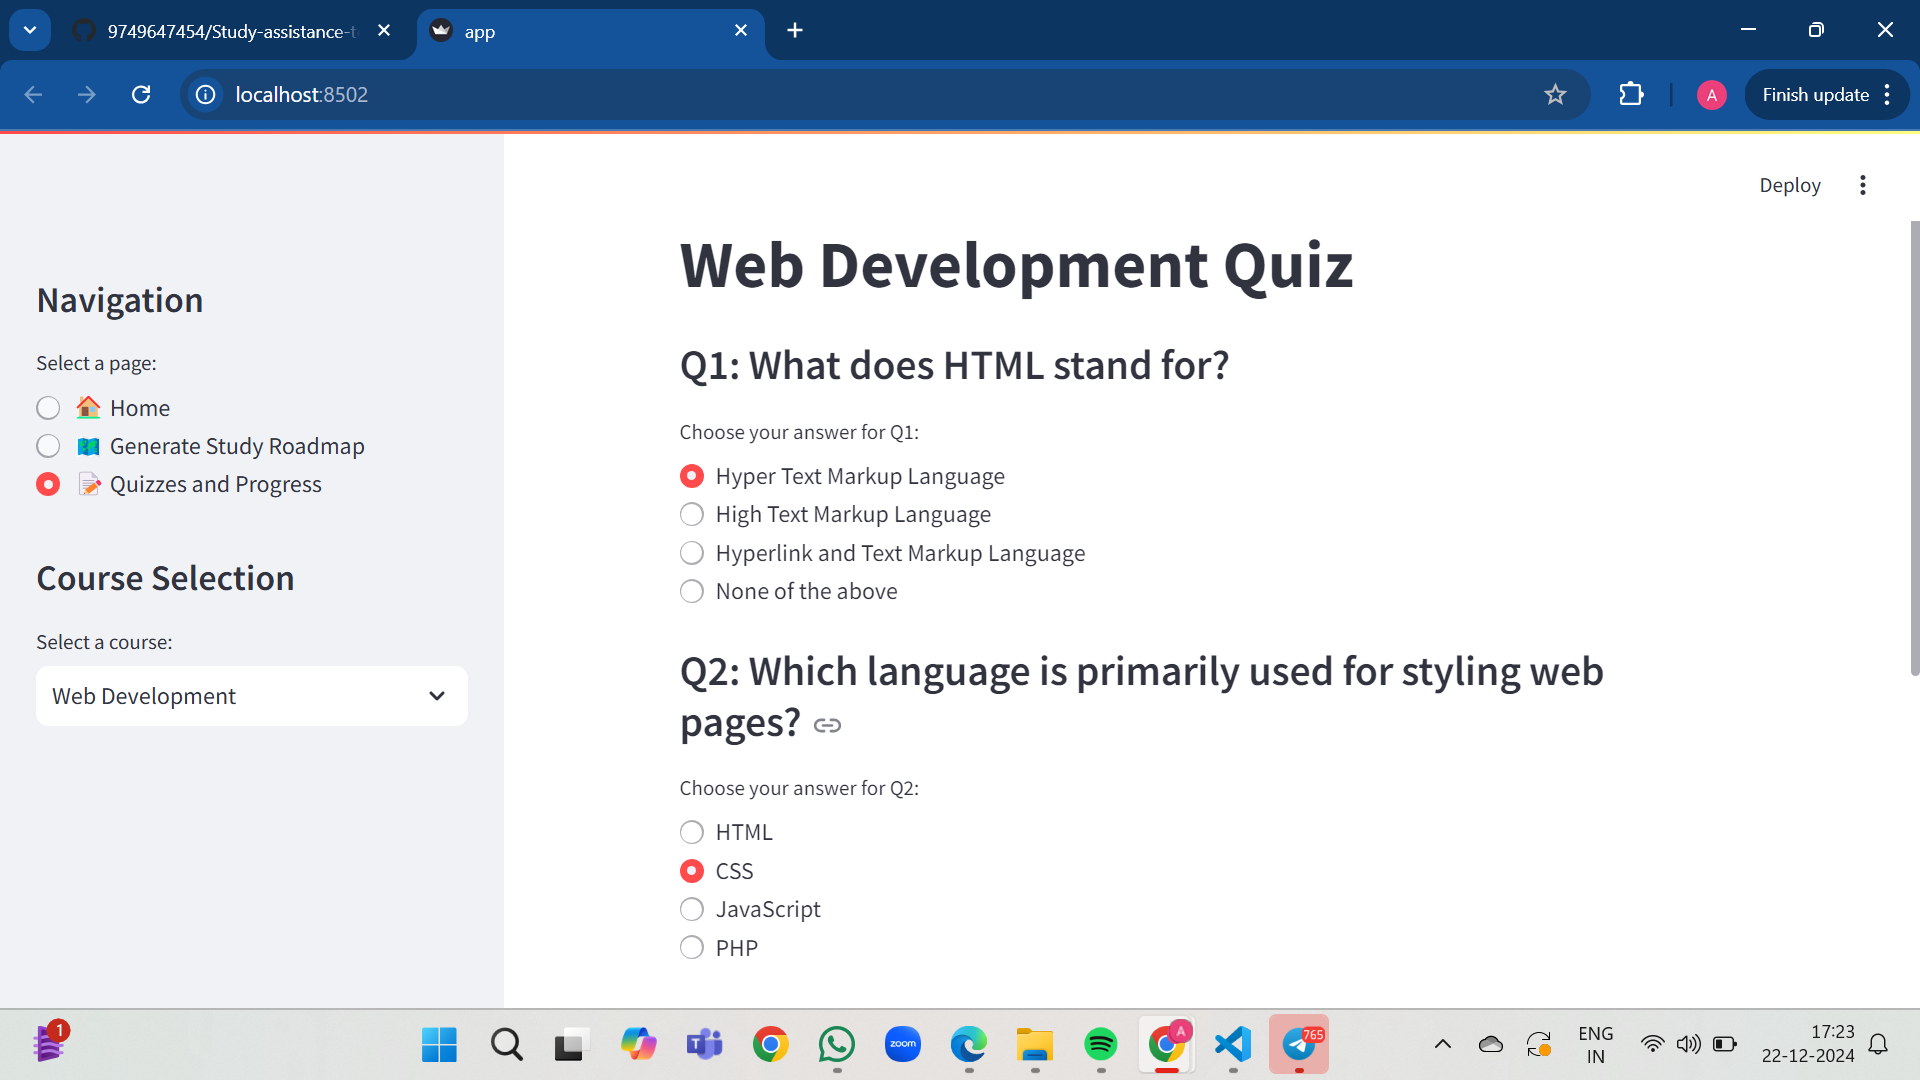 9749647454/Study-assistance-t
app
localhost:8502
A
Finish update
Deploy
Navigation
Select a page:
Home
Generate Study Roadmap
Quizzes and Progress
Course Selection
Select a course:
Web Development
Web Development Quiz
Q1: What does HTML stand for?
Choose your answer for Q1:
Hyper Text Markup Language
High Text Markup Language
Hyperlink and Text Markup Language
None of the above
Q2: Which language is primarily used for styling web
pages?
Choose your answer for Q2:
HTML
CSS
JavaScript
PHP
1
T
zoom
A
765
ENG
IN
17:23
22-12-2024